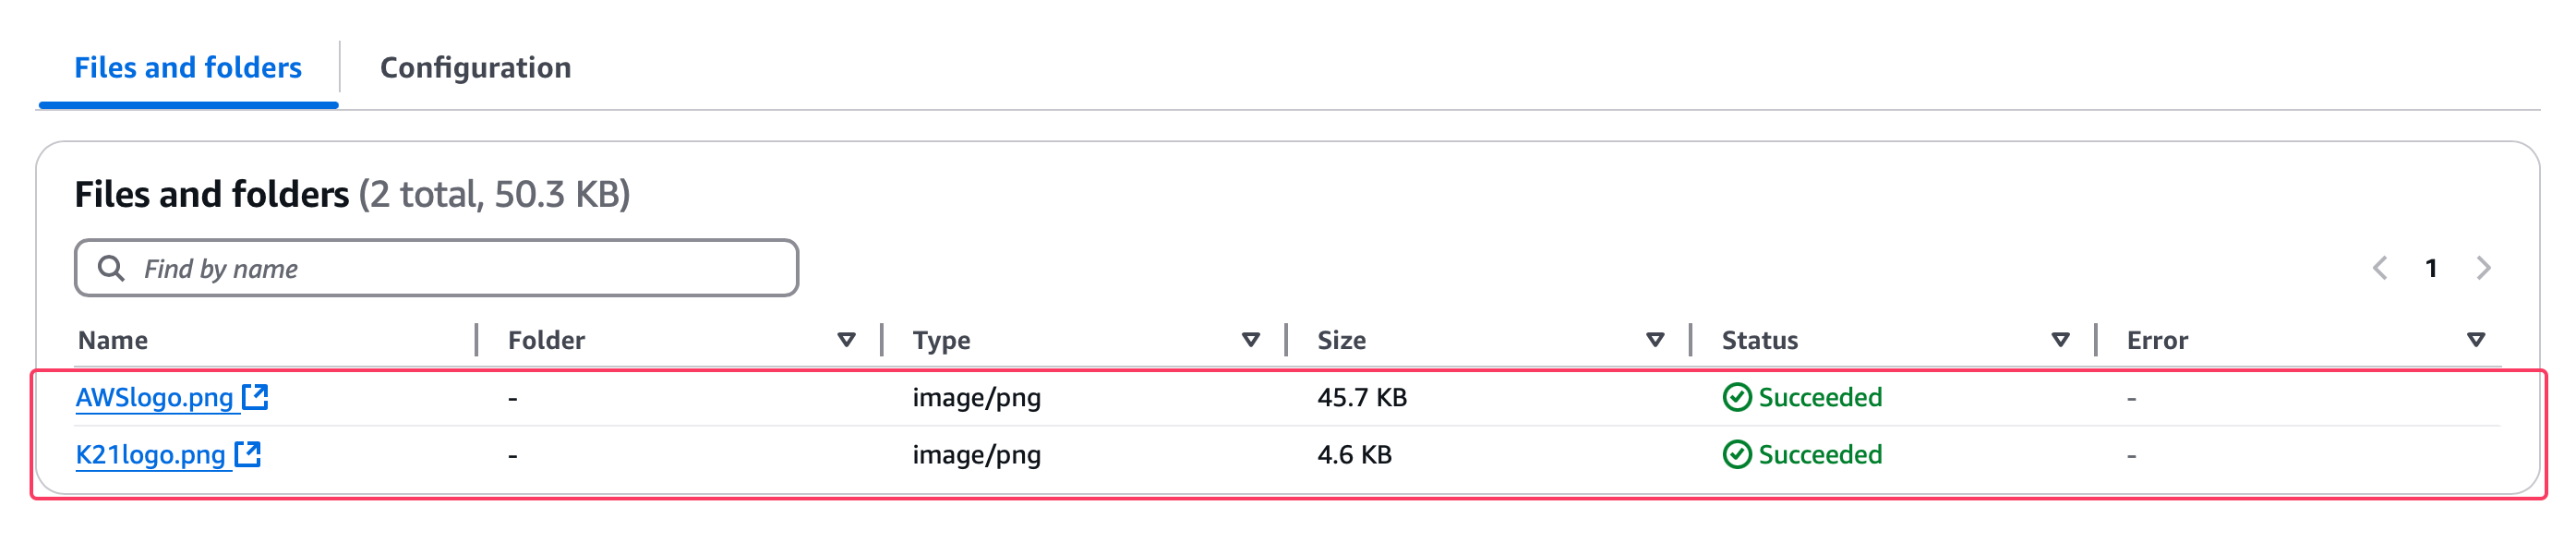 Files and folders Configuration
Files and folders (2 total, 50.3 KB)
Find by name 1
Name Folder Type Size Status Error
AWSlogo.png - image/png 45.7 KB Succeeded -
K21logo.png - image/png 4.6 KB Succeeded -